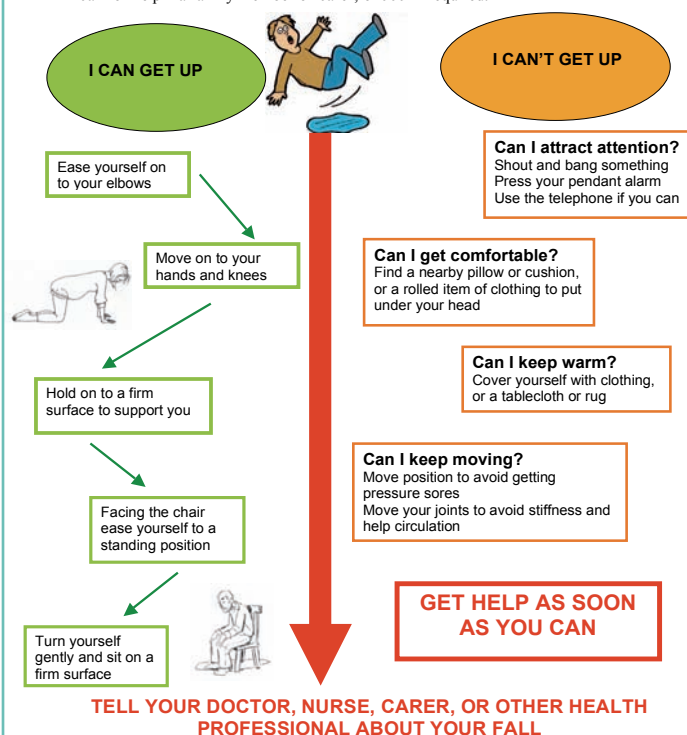 I CAN GET UP
I CAN'T GET UP
Ease yourself on
to your elbows
Move on to your
hands and knees
Hold on to a firm
surface to support you
Facing the chair
ease yourself to a
standing position
Turn yourself
gently and sit on a
firm surface
Can I attract attention?
Shout and bang something
Press your pendant alarm
Use the telephone if you can
Can I get comfortable?
Find a nearby pillow or cushion,
or a rolled item of clothing to put
under your head
Can I keep warm?
Cover yourself with clothing,
or a tablecloth or rug
Can I keep moving?
Move position to avoid getting
pressure sores
Move your joints to avoid stiffness and
help circulation
GET HELP AS SOON
AS YOU CAN
TELL YOUR DOCTOR, NURSE, CARER, OR OTHER HEALTH
PROFESSIONAL ABOUT YOUR FALL